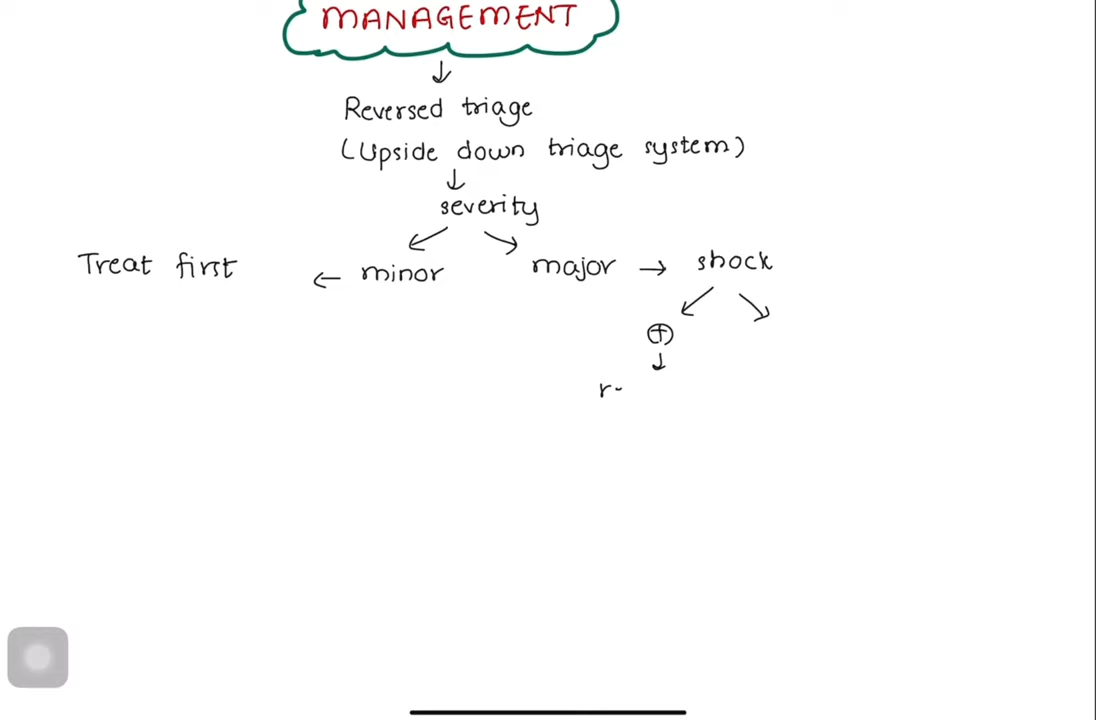 MANAGEMENT
↓
Reversed triage
(Upside down triage system)
↓
severity
↙ ↘
Treat first ← minor major → shock
↙ ↘
⊕
↓
r-